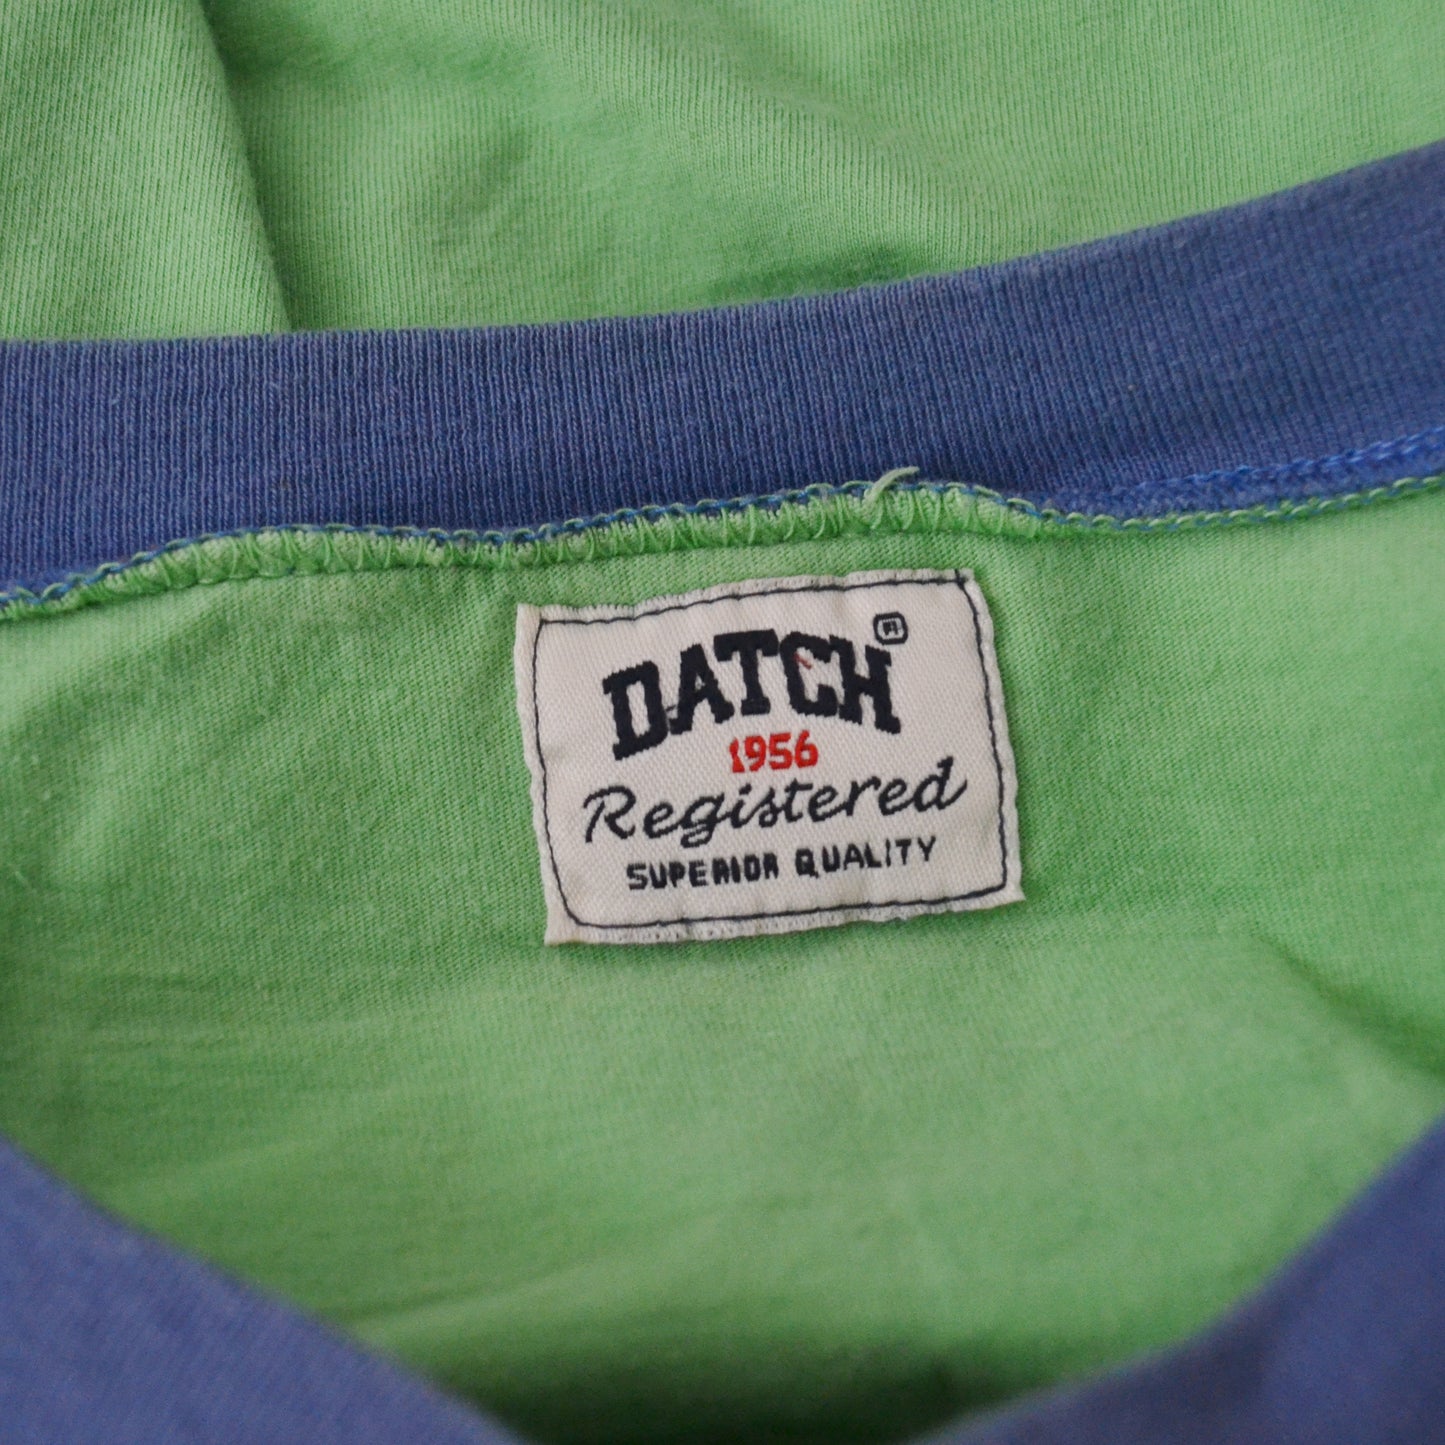 DATCH®
1956
Registered
SUPERIOR QUALITY